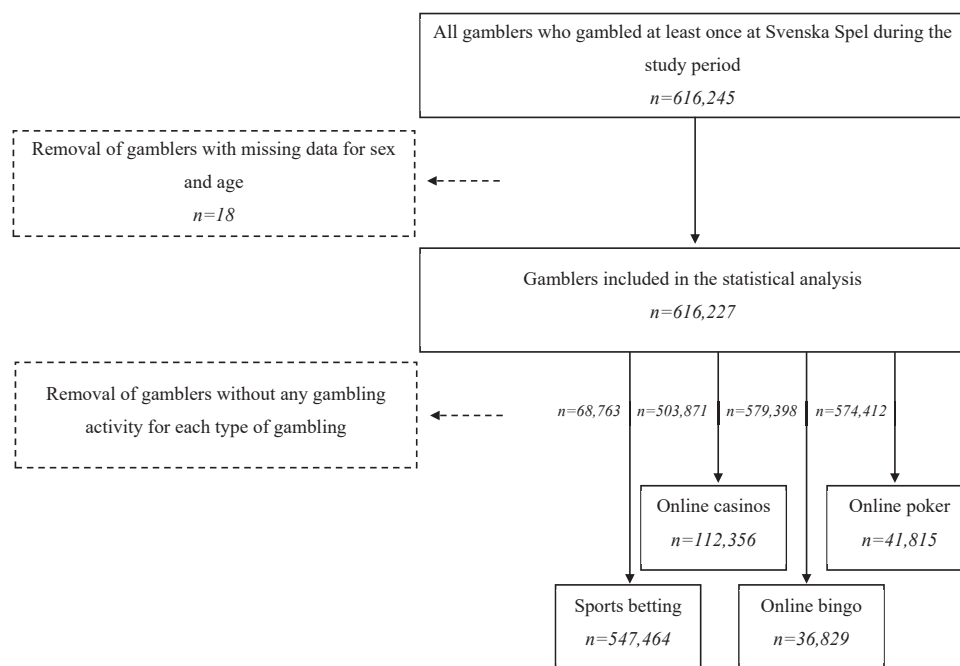 All gamblers who gambled at least once at Svenska Spel during the
study period
n=616,245
Removal of gamblers with missing data for sex
and age
n=18
Gamblers included in the statistical analysis
n=616,227
Removal of gamblers without any gambling
activity for each type of gambling
n=68,763 n=503,871 n=579,398 n=574,412
Online casinos
n=112,356
Online poker
n=41,815
Sports betting
n=547,464
Online bingo
n=36,829